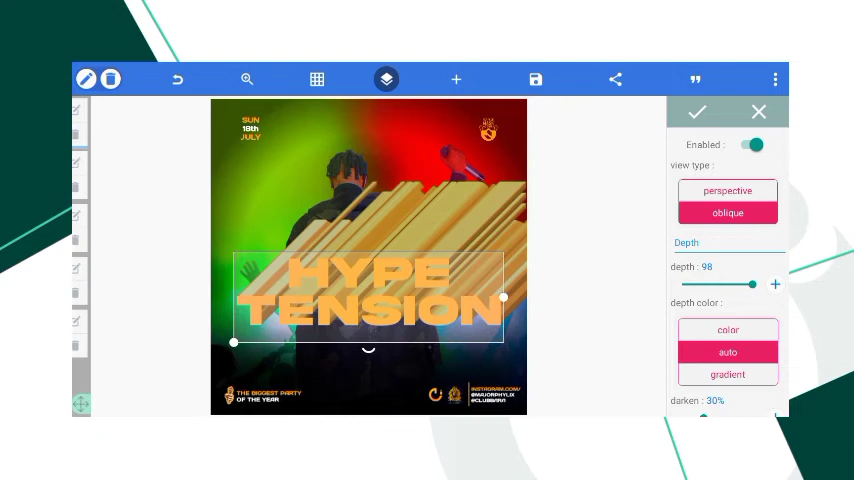 SUN
18th
JULY
HYPE
TENSION
THE BIGGEST PARTY
OF THE YEAR
INSTAGRAM.COM/
@MAJORPHYLIX
@CLUBBARN
Enabled :
view type :
perspective
oblique
Depth
depth : 98
depth color :
color
auto
gradient
darken : 30%